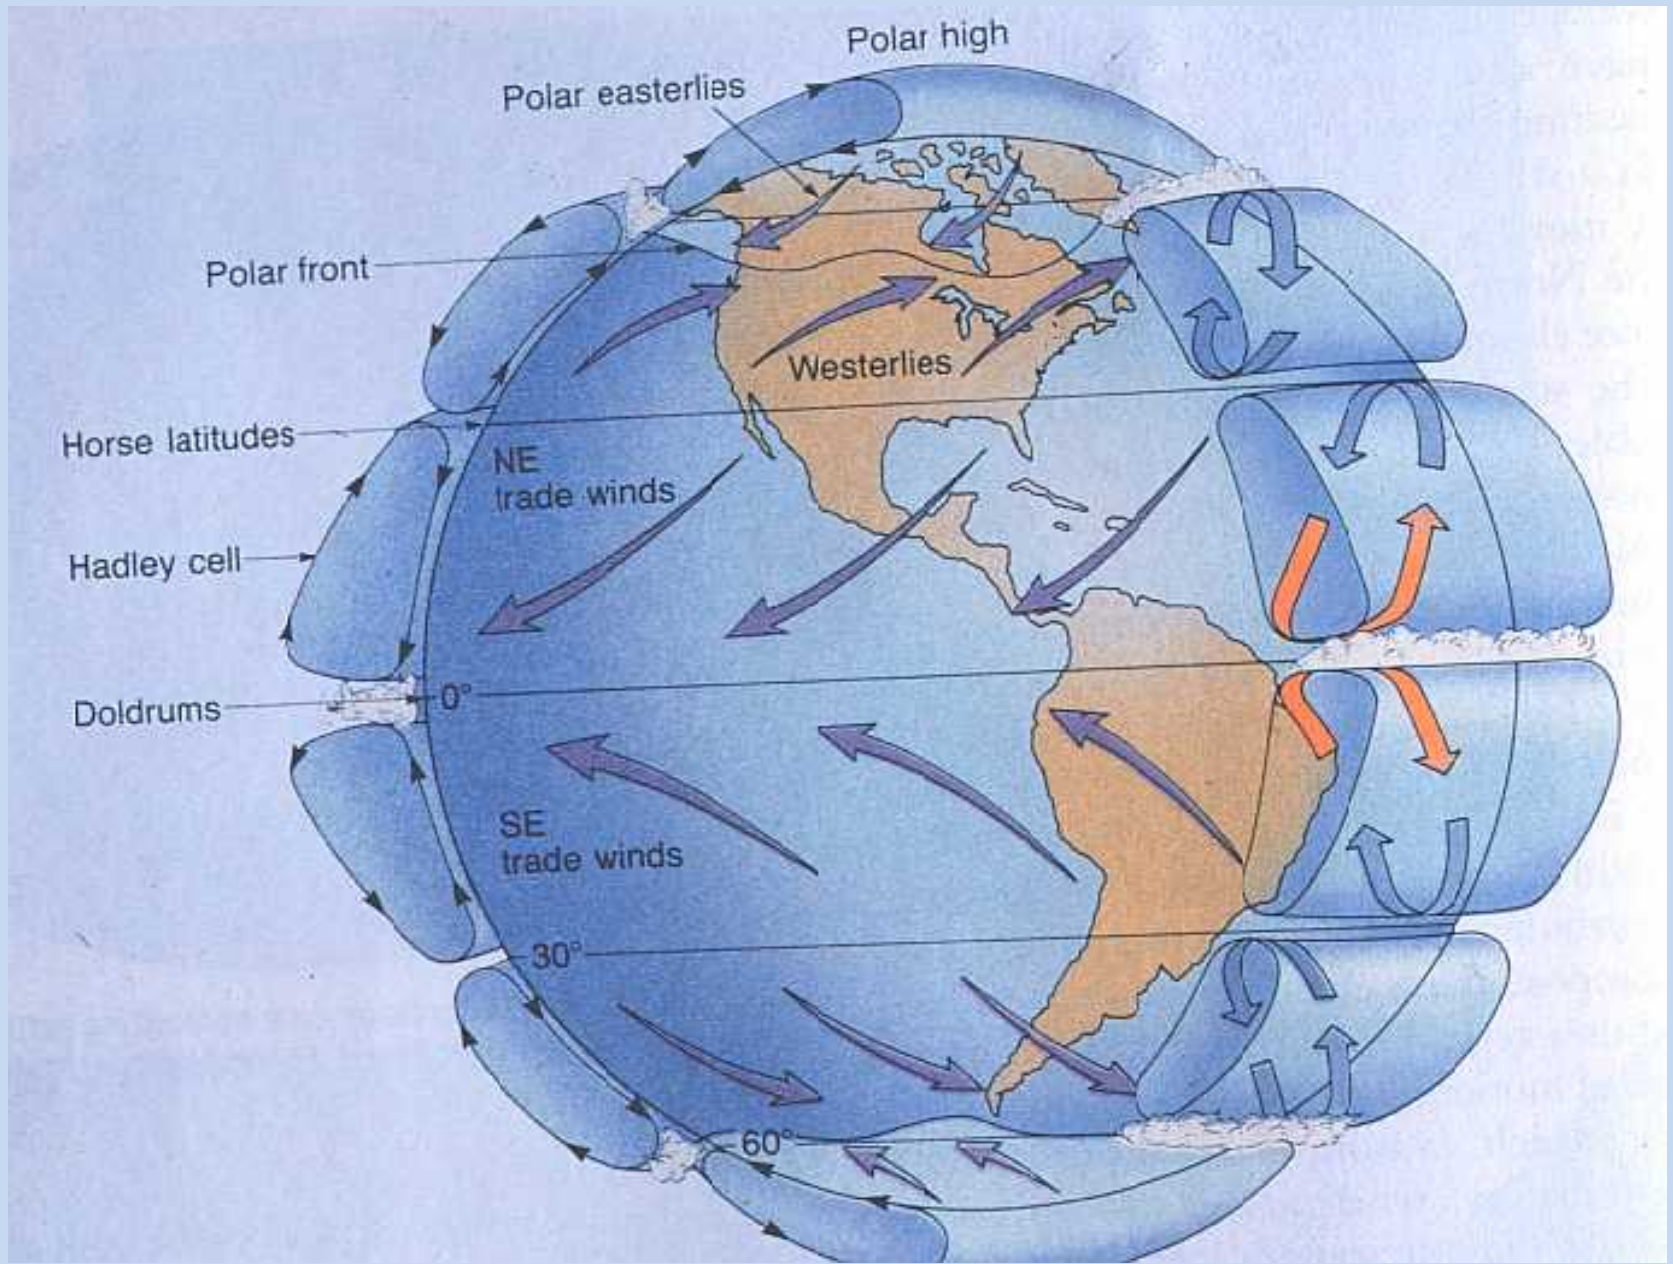 Polar high
Polar easterlies
Polar front
Westerlies
Horse latitudes
NE
trade winds
Hadley cell
0°
Doldrums
SE
trade winds
30°
60°